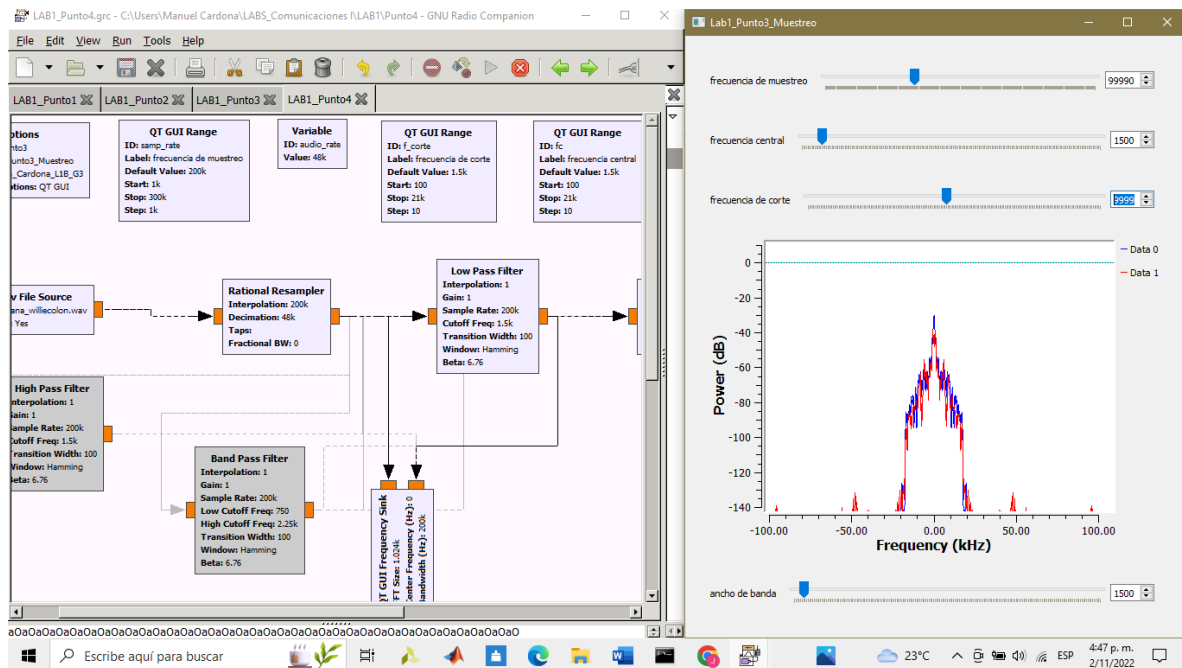 LAB1_Punto4.grc - C:\Users\Manuel Cardona\LABS_Comunicaciones I\LAB1\Punto4 - GNU Radio Companion
File Edit View Run Tools Help
LAB1_Punto1 LAB1_Punto2 LAB1_Punto3 LAB1_Punto4
ptions
nto3
unto3_Muestreo
_Cardona_L1B_G3
tions: QT GUI
QT GUI Range
ID: samp_rate
Label: frecuencia de muestreo
Default Value: 200k
Start: 1k
Stop: 300k
Step: 1k
Variable
ID: audio_rate
Value: 48k
QT GUI Range
ID: f_corte
Label: frecuencia de corte
Default Value: 1.5k
Start: 100
Stop: 21k
Step: 10
QT GUI Range
ID: fc
Label: frecuencia central
Default Value: 1.5k
Start: 100
Stop: 21k
Step: 10
v File Source
ana_williecolon.wav
: Yes
Rational Resampler
Interpolation: 200k
Decimation: 48k
Taps:
Fractional BW: 0
Low Pass Filter
Interpolation: 1
Gain: 1
Sample Rate: 200k
Cutoff Freq: 1.5k
Transition Width: 100
Window: Hamming
Beta: 6.76
High Pass Filter
nterpolation: 1
ain: 1
ample Rate: 200k
utoff Freq: 1.5k
ransition Width: 100
Window: Hamming
eta: 6.76
Band Pass Filter
Interpolation: 1
Gain: 1
Sample Rate: 200k
Low Cutoff Freq: 750
High Cutoff Freq: 2.25k
Transition Width: 100
Window: Hamming
Beta: 6.76
QT GUI Frequency Sink
FT Size: 1.024k
enter Frequency (Hz): 0
andwidth (Hz): 200k
aOaOaOaOaOaOaOaOaOaOaOaOaOaOaOaOaOaOaOaOaOaOaOaOaOaOaOaOaOaOaOaOaOaOaO
Lab1_Punto3_Muestreo
frecuencia de muestreo 99990
frecuencia central 1500
frecuencia de corte 9999
Data 0
Data 1
Power (dB)
0
-20
-40
-60
-80
-100
-120
-140
-100.00 -50.00 0.00 50.00 100.00
Frequency (kHz)
ancho de banda 1500
Escribe aquí para buscar
23°C ESP
4:47 p. m.
2/11/2022